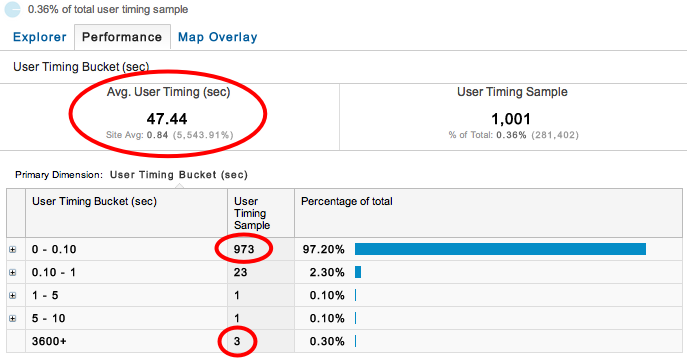 0.36% of total user timing sample
Explorer Performance Map Overlay
User Timing Bucket (sec)
Avg. User Timing (sec) User Timing Sample
47.44 1,001
Site Avg: 0.84 (5,543.91%) % of Total: 0.36% (281,402)
Primary Dimension: User Timing Bucket (sec)
User Timing Bucket (sec) User Percentage of total
Timing
Sample
0 - 0.10 973 97.20%
0.10 - 1 23 2.30%
1 - 5 1 0.10%
5 - 10 1 0.10%
3600+ 3 0.30%